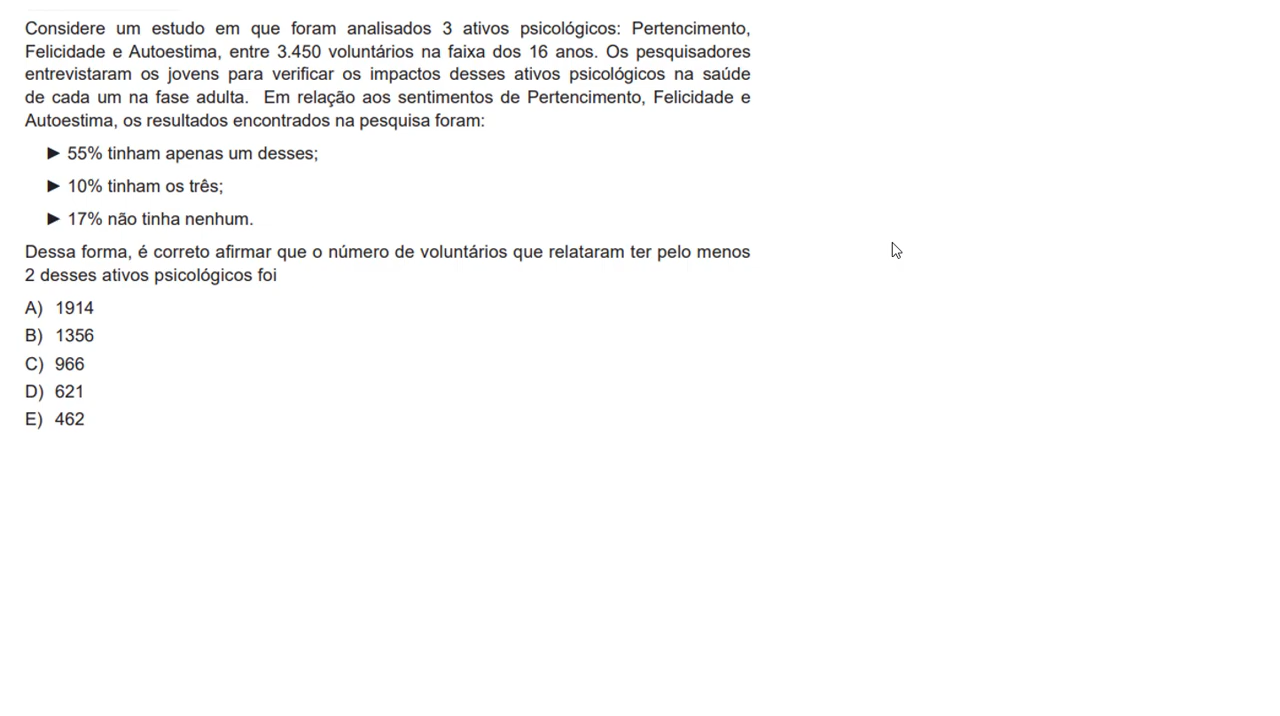 Considere um estudo em que foram analisados 3 ativos psicológicos: Pertencimento,
Felicidade e Autoestima, entre 3.450 voluntários na faixa dos 16 anos. Os pesquisadores
entrevistaram os jovens para verificar os impactos desses ativos psicológicos na saúde
de cada um na fase adulta.  Em relação aos sentimentos de Pertencimento, Felicidade e
Autoestima, os resultados encontrados na pesquisa foram:
► 55% tinham apenas um desses;
► 10% tinham os três;
► 17% não tinha nenhum.
Dessa forma, é correto afirmar que o número de voluntários que relataram ter pelo menos
2 desses ativos psicológicos foi
A) 1914
B) 1356
C) 966
D) 621
E) 462